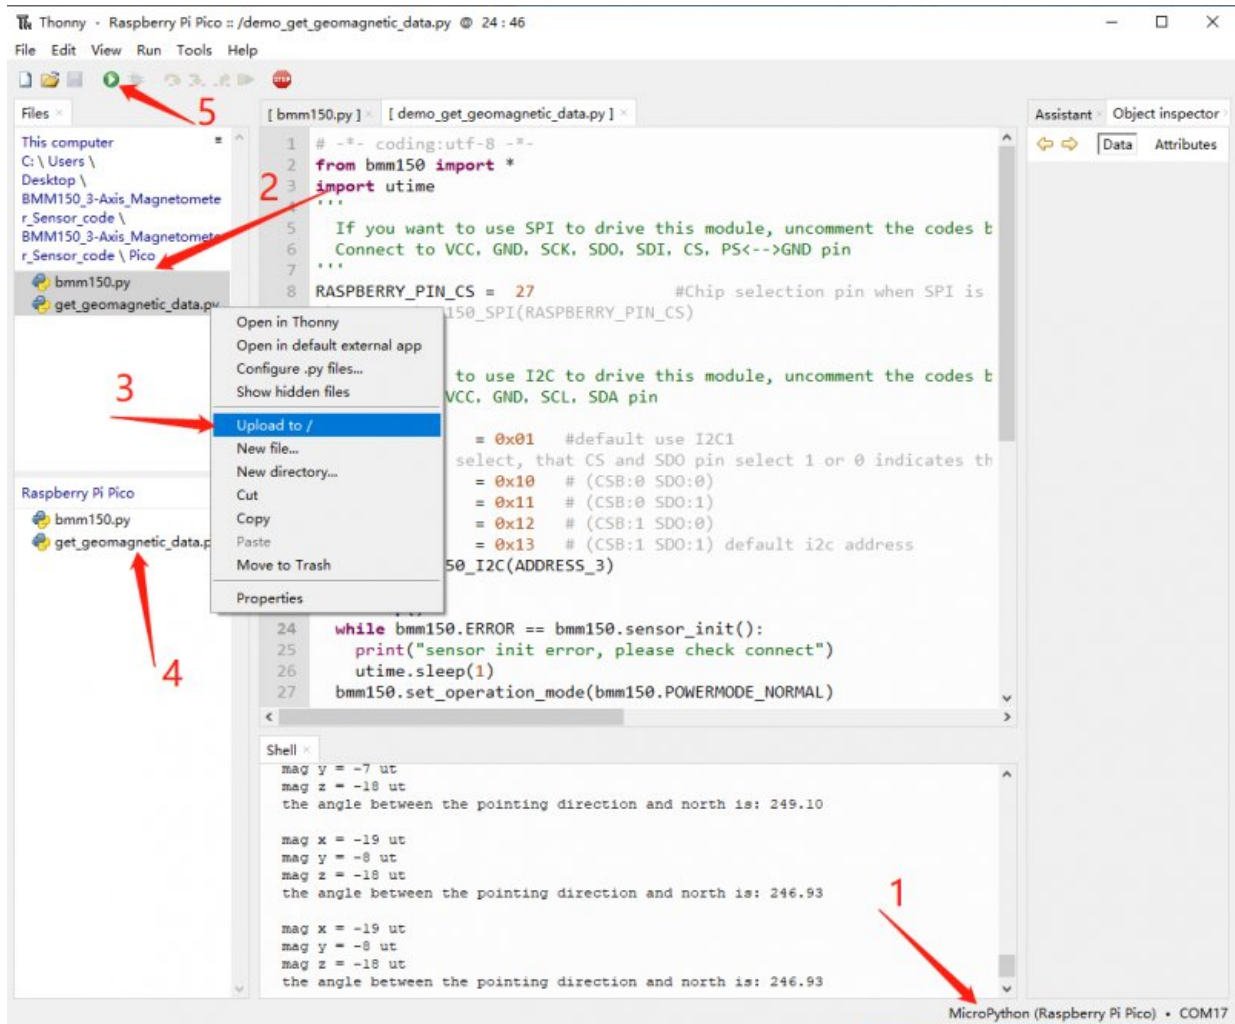 Thonny - Raspberry Pi Pico :: /demo_get_geomagnetic_data.py @ 24 : 46
File Edit View Run Tools Help
5
Files
This computer
C: \ Users \
Desktop \
BMM150_3-Axis_Magnetomete
r_Sensor_code \
BMM150_3-Axis_Magnetomete
r_Sensor_code \ Pico
bmm150.py
get_geomagnetic_data.py
2
3
Raspberry Pi Pico
bmm150.py
get_geomagnetic_data.p
4
Open in Thonny
Open in default external app
Configure .py files...
Show hidden files
Upload to /
New file...
New directory...
Cut
Copy
Paste
Move to Trash
Properties
[ bmm150.py ] [ demo_get_geomagnetic_data.py ]
1 # -*- coding:utf-8 -*-
2 from bmm150 import *
3 import utime
4 '''
5 If you want to use SPI to drive this module, uncomment the codes b
6 Connect to VCC, GND, SCK, SDO, SDI, CS, PS<-->GND pin
7 '''
8 RASPBERRY_PIN_CS = 27 #Chip selection pin when SPI is
150_SPI(RASPBERRY_PIN_CS)
to use I2C to drive this module, uncomment the codes b
VCC, GND, SCL, SDA pin
= 0x01 #default use I2C1
select, that CS and SDO pin select 1 or 0 indicates th
= 0x10 # (CSB:0 SDO:0)
= 0x11 # (CSB:0 SDO:1)
= 0x12 # (CSB:1 SDO:0)
= 0x13 # (CSB:1 SDO:1) default i2c address
50_I2C(ADDRESS_3)
24 while bmm150.ERROR == bmm150.sensor_init():
25 print("sensor init error, please check connect")
26 utime.sleep(1)
27 bmm150.set_operation_mode(bmm150.POWERMODE_NORMAL)
Shell
mag y = -7 ut
mag z = -18 ut
the angle between the pointing direction and north is: 249.10
mag x = -19 ut
mag y = -8 ut
mag z = -18 ut
the angle between the pointing direction and north is: 246.93
mag x = -19 ut
mag y = -8 ut
mag z = -18 ut
the angle between the pointing direction and north is: 246.93
1
Assistant Object inspector
Data Attributes
MicroPython (Raspberry Pi Pico) • COM17